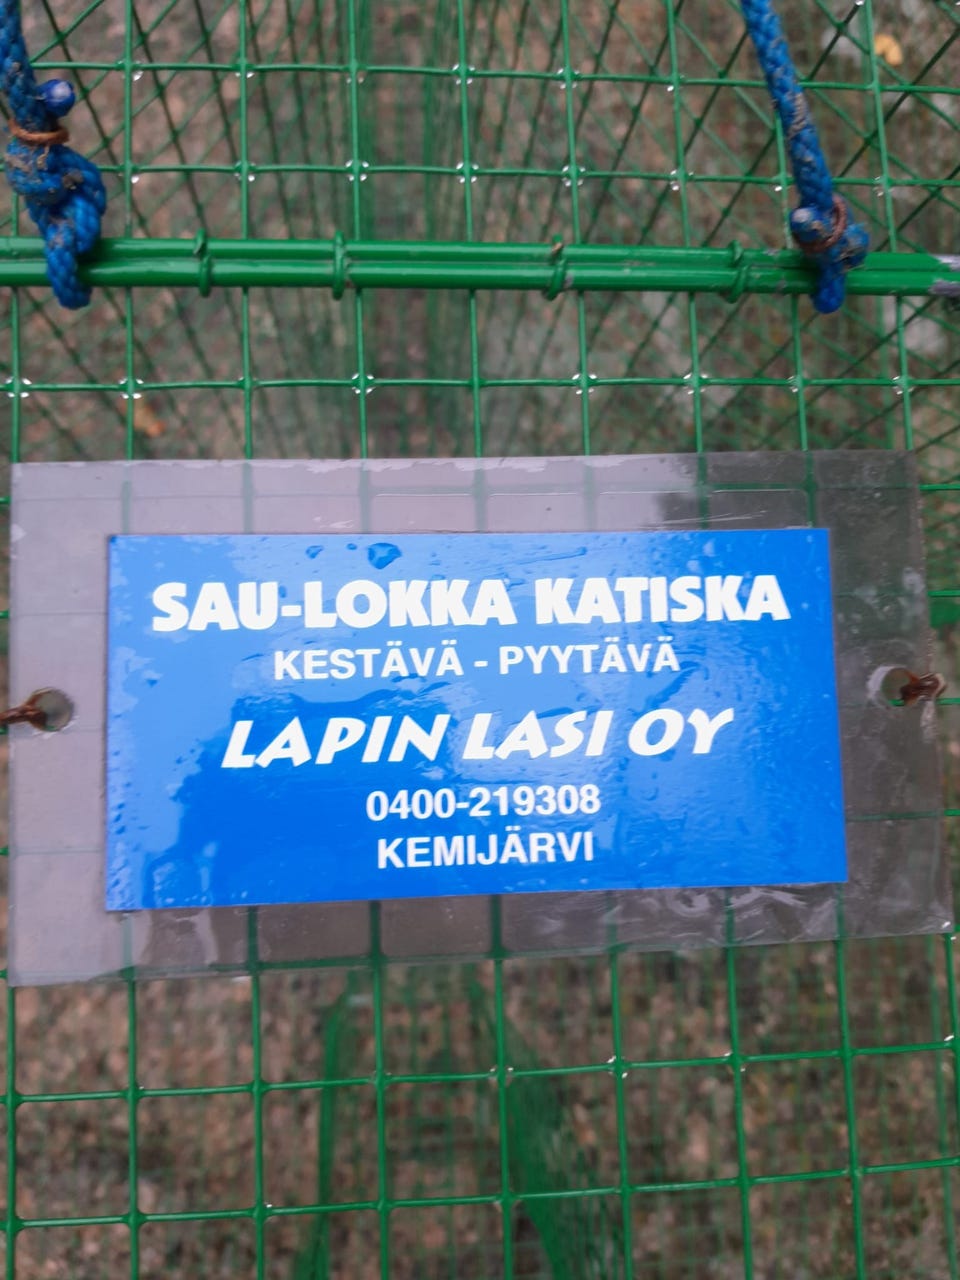 SAU-LOKKA KATISKA
KESTÄVÄ - PYYTÄVÄ
LAPIN LASI OY
0400-219308
KEMIJÄRVI